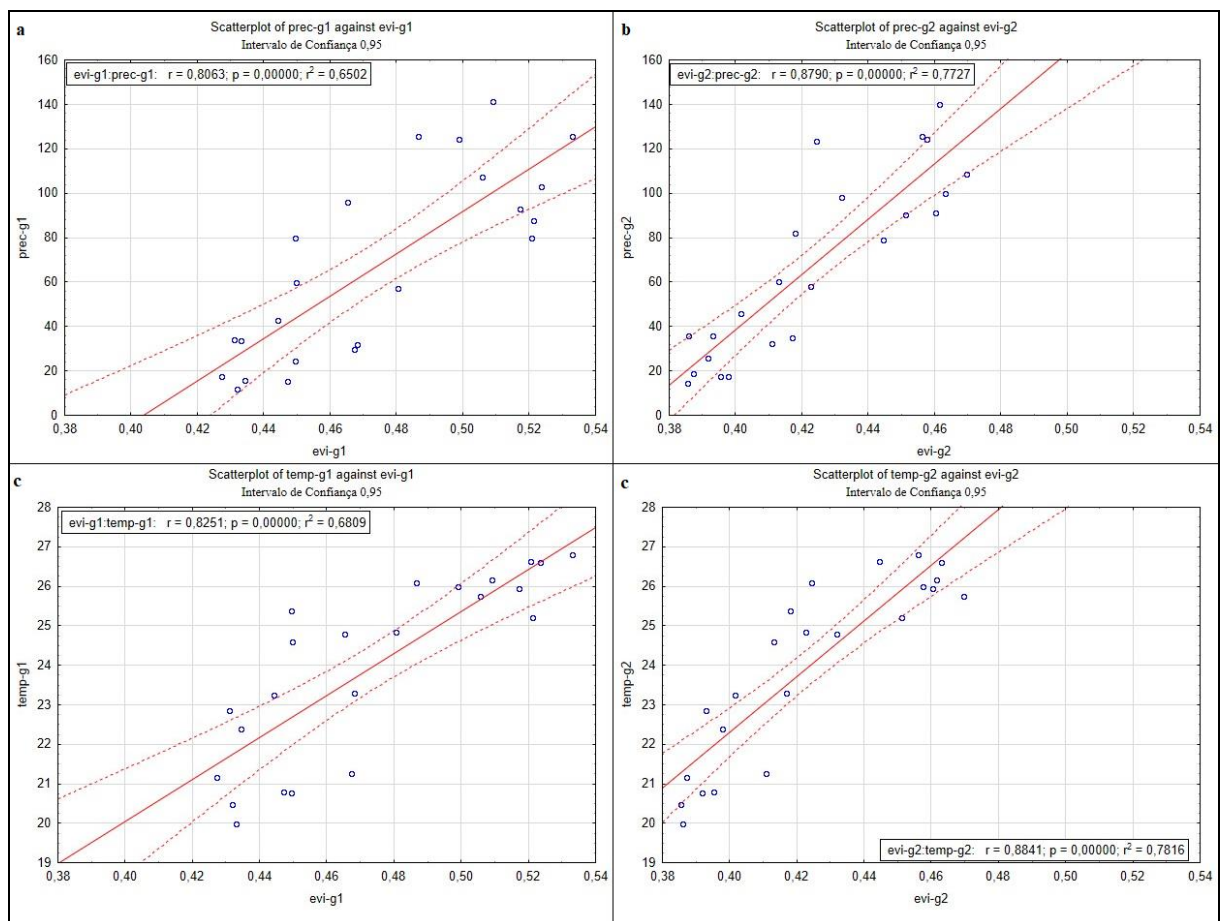 a
Scatterplot of prec-g1 against evi-g1
Intervalo de Confiança 0,95
evi-g1:prec-g1: r = 0,8063; p = 0,00000; r² = 0,6502
160
140
120
100
80
60
40
20
0
prec-g1
0,38 0,40 0,42 0,44 0,46 0,48 0,50 0,52 0,54
evi-g1
b
Scatterplot of prec-g2 against evi-g2
Intervalo de Confiança 0,95
evi-g2:prec-g2: r = 0,8790; p = 0,00000; r² = 0,7727
160
140
120
100
80
60
40
20
0
prec-g2
0,38 0,40 0,42 0,44 0,46 0,48 0,50 0,52 0,54
evi-g2
c
Scatterplot of temp-g1 against evi-g1
Intervalo de Confiança 0,95
evi-g1:temp-g1: r = 0,8251; p = 0,00000; r² = 0,6809
28
27
26
25
24
23
22
21
20
19
temp-g1
0,38 0,40 0,42 0,44 0,46 0,48 0,50 0,52 0,54
evi-g1
c
Scatterplot of temp-g2 against evi-g2
Intervalo de Confiança 0,95
28
27
26
25
24
23
22
21
20
19
temp-g2
evi-g2:temp-g2: r = 0,8841; p = 0,00000; r² = 0,7816
0,38 0,40 0,42 0,44 0,46 0,48 0,50 0,52 0,54
evi-g2